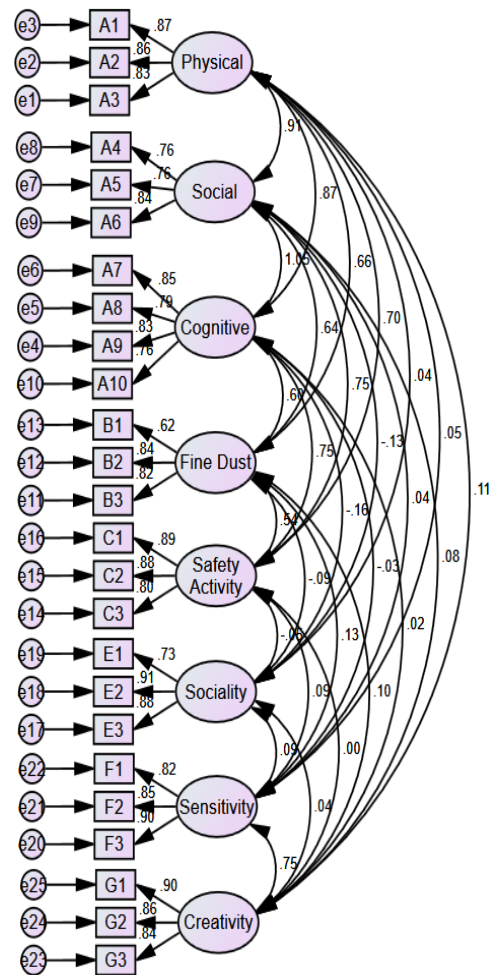 e3 A1 .87
e2 A2 .86 Physical
e1 A3 .83
.91
e8 A4 .76
e7 A5 .76 Social
e9 A6 .84
.87
1.05 .66
e6 A7 .85
e5 A8 .79 Cognitive .64 .70
e4 A9 .83
e10 A10 .76
.04
.75
.60
e13 B1 .62 .05
e12 B2 .84 Fine Dust .75 -.13
e11 B3 .82
.11
.04
-.16
.54
e16 C1 .89 .08
e15 C2 .88 Safety Activity -.09 -.03
e14 C3 .80
.02
-.05 .13
e19 E1 .73
e18 E2 .91 Sociality .09 .10
e17 E3 .88
.09 .00
e22 F1 .82
e21 F2 .85 Sensitivity .04
e20 F3 .90
.75
e25 G1 .90
e24 G2 .86 Creativity
e23 G3 .84